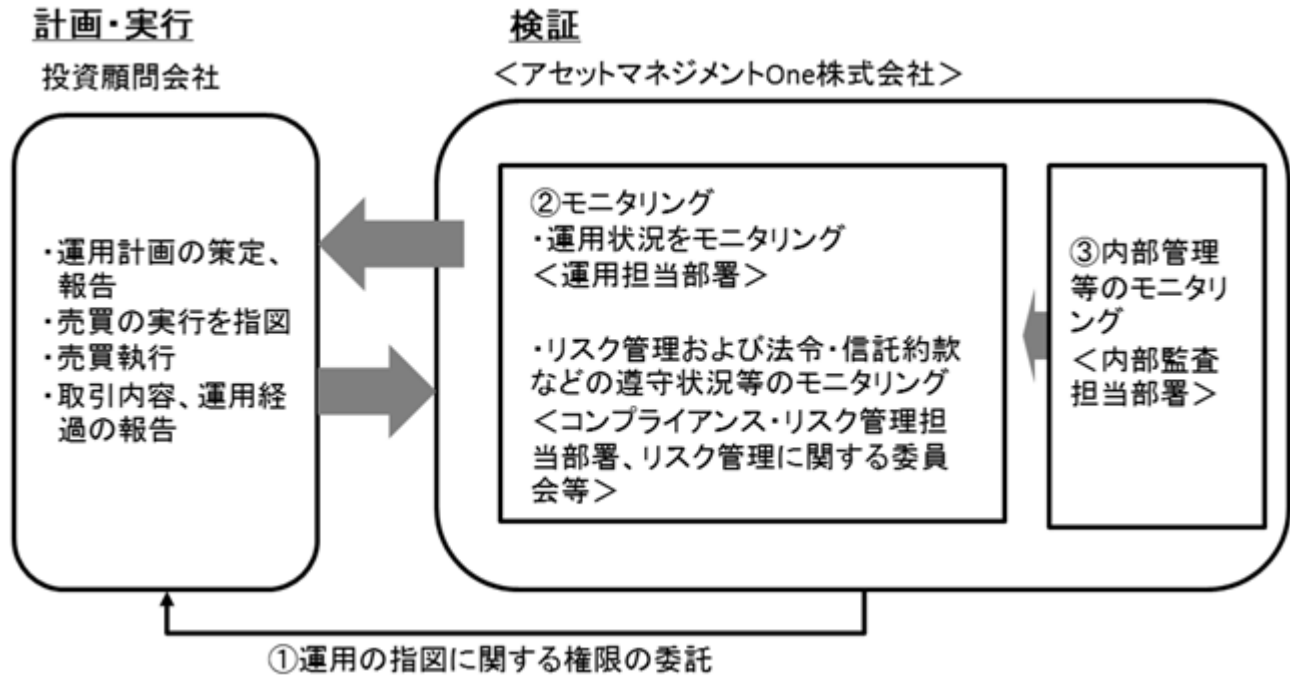 計画・実行
投資顧問会社
・運用計画の策定、
報告
・売買の実行を指図
・売買執行
・取引内容、運用経
過の報告
検証
＜アセットマネジメントOne株式会社＞
②モニタリング
・運用状況をモニタリング
＜運用担当部署＞
・リスク管理および法令・信託約款
などの遵守状況等のモニタリング
＜コンプライアンス・リスク管理担
当部署、リスク管理に関する委員
会等＞
③内部管理
等のモニタリ
ング
＜内部監査
担当部署＞
①運用の指図に関する権限の委託